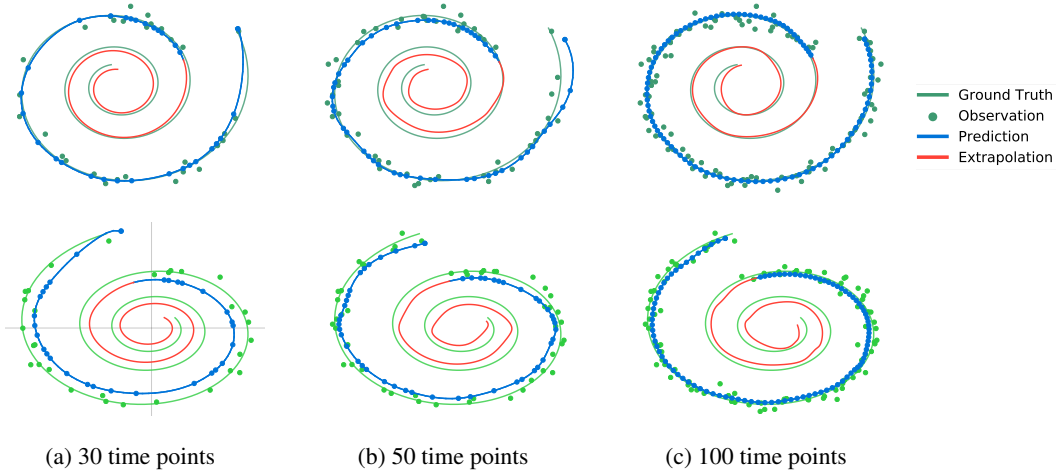 Ground Truth
Observation
Prediction
Extrapolation
(a) 30 time points
(b) 50 time points
(c) 100 time points